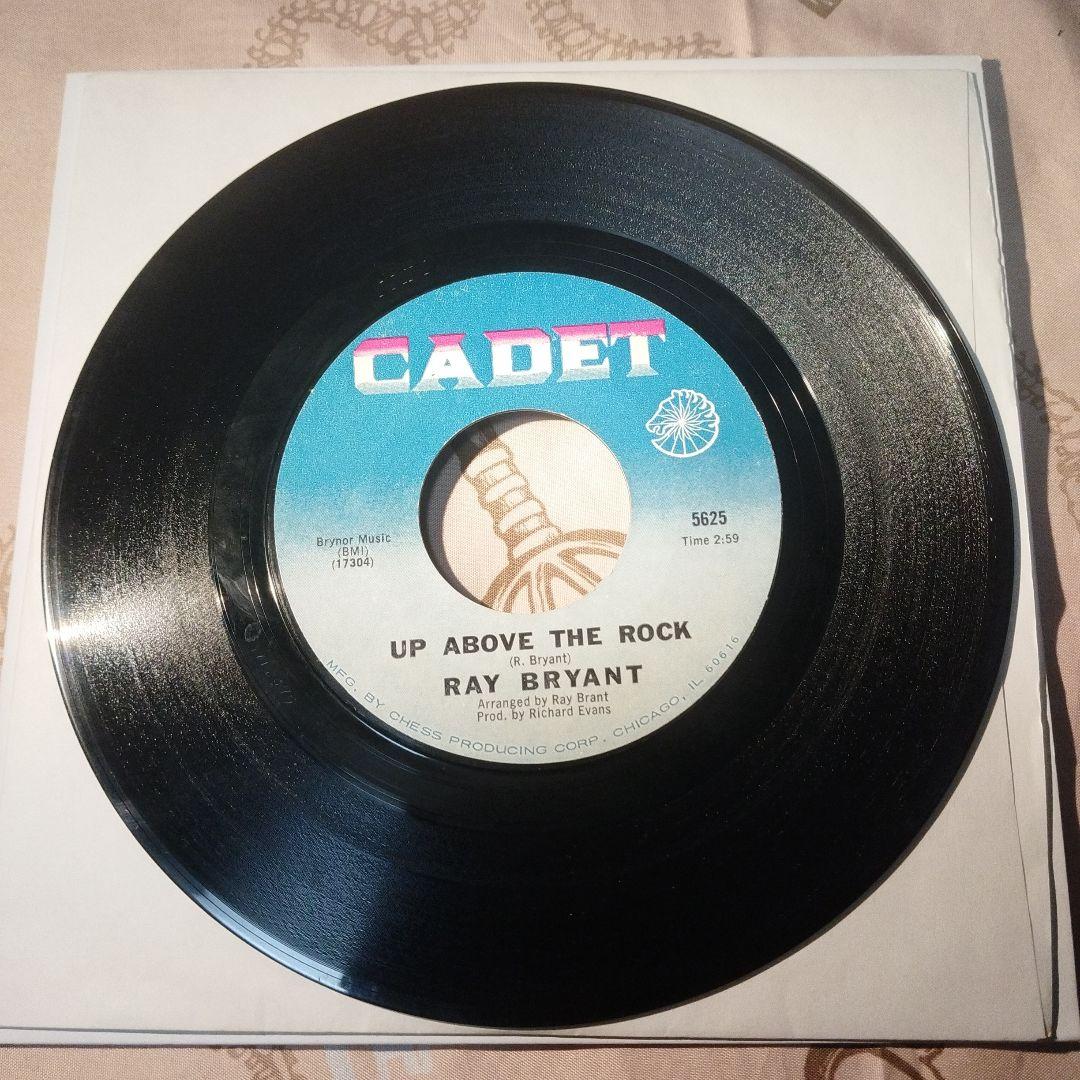 CADET
5625
Time 2:59
Brynor Music
(BMI)
(17304)
UP ABOVE THE ROCK
(R. Bryant)
RAY BRYANT
Arranged by Ray Brant
Prod. by Richard Evans
MFG. BY CHESS PRODUCING CORP. CHICAGO, IL 60616